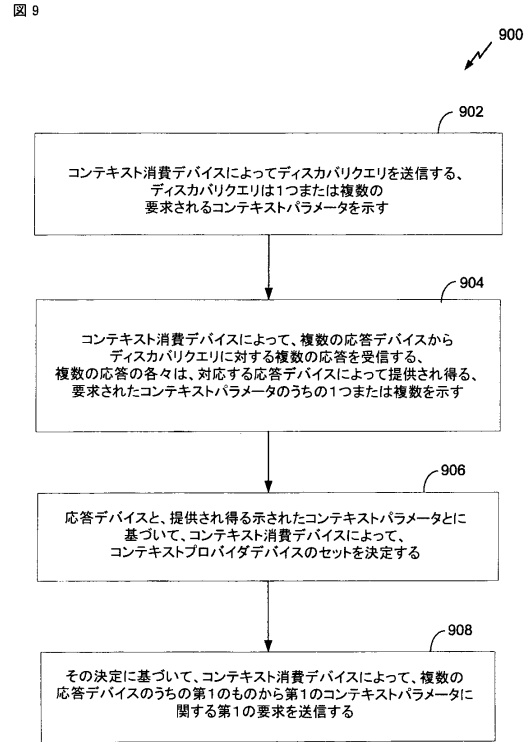 図 9
900
902
コンテキスト消費デバイスによってディスカバリクエリを送信する、
ディスカバリクエリは1つまたは複数の
要求されるコンテキストパラメータを示す
904
コンテキスト消費デバイスによって、複数の応答デバイスから
ディスカバリクエリに対する複数の応答を受信する、
複数の応答の各々は、対応する応答デバイスによって提供され得る、
要求されたコンテキストパラメータのうちの1つまたは複数を示す
906
応答デバイスと、提供され得る示されたコンテキストパラメータとに
基づいて、コンテキスト消費デバイスによって、
コンテキストプロバイダデバイスのセットを決定する
908
その決定に基づいて、コンテキスト消費デバイスによって、複数の
応答デバイスのうちの第1のものから第1のコンテキストパラメータに
関する第1の要求を送信する